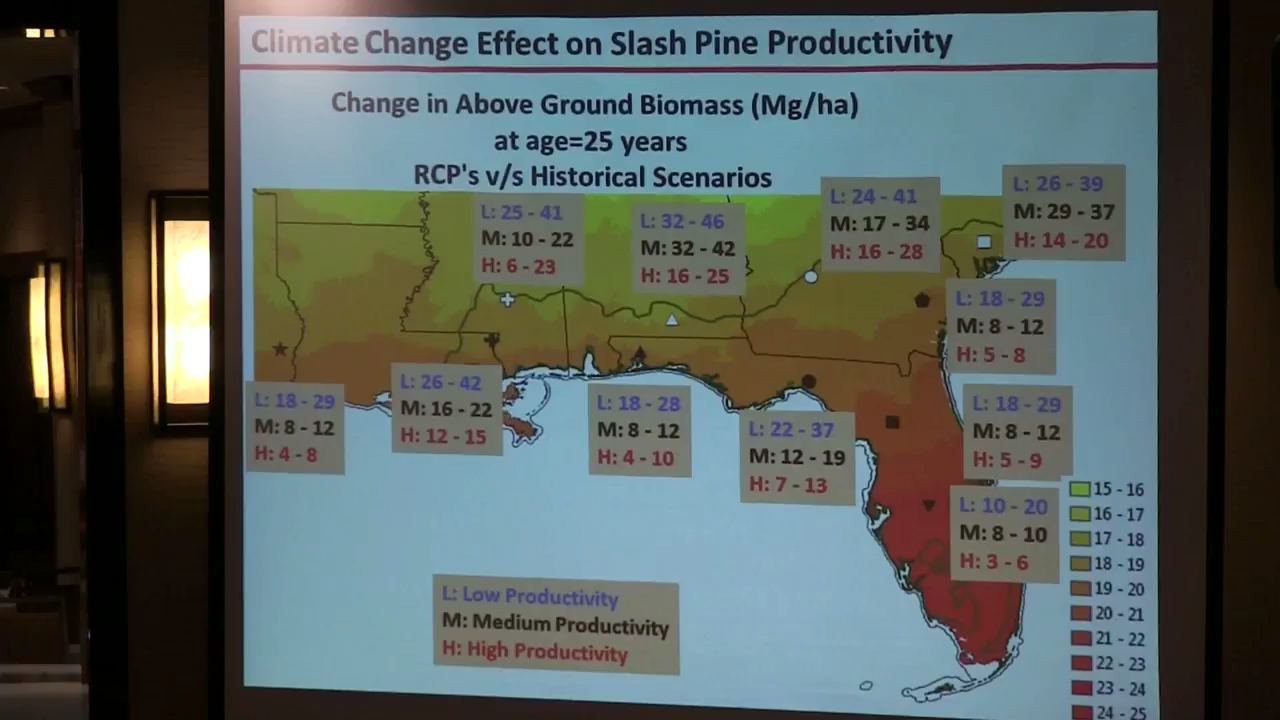 Climate Change Effect on Slash Pine Productivity
Change in Above Ground Biomass (Mg/ha)
at age=25 years
RCP's v/s Historical Scenarios
L: 25 - 41
M: 10 - 22
H: 6 - 23
L: 32 - 46
M: 32 - 42
H: 16 - 25
L: 24 - 41
M: 17 - 34
H: 16 - 28
L: 26 - 39
M: 29 - 37
H: 14 - 20
L: 18 - 29
M: 8 - 12
H: 5 - 8
L: 18 - 29
M: 8 - 12
H: 4 - 8
L: 26 - 42
M: 16 - 22
H: 12 - 15
L: 18 - 28
M: 8 - 12
H: 4 - 10
L: 22 - 37
M: 12 - 19
H: 7 - 13
L: 18 - 29
M: 8 - 12
H: 5 - 9
L: 10 - 20
M: 8 - 10
H: 3 - 6
15 - 16
16 - 17
17 - 18
18 - 19
19 - 20
20 - 21
21 - 22
22 - 23
23 - 24
24 - 25
L: Low Productivity
M: Medium Productivity
H: High Productivity